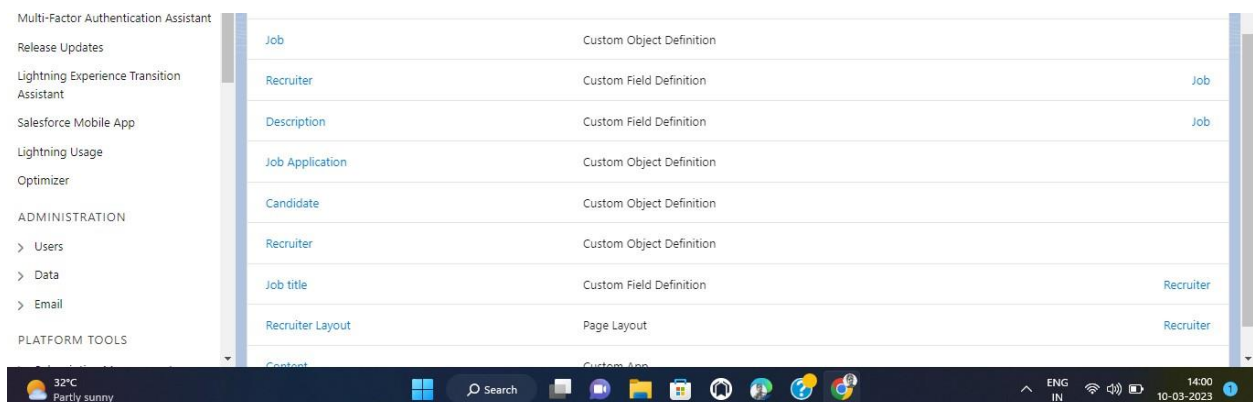 Multi-Factor Authentication Assistant
Release Updates
Lightning Experience Transition
Assistant
Salesforce Mobile App
Lightning Usage
Optimizer
ADMINISTRATION
Users
Data
Email
PLATFORM TOOLS
Job Custom Object Definition
Recruiter Custom Field Definition Job
Description Custom Field Definition Job
Job Application Custom Object Definition
Candidate Custom Object Definition
Recruiter Custom Object Definition
Job title Custom Field Definition Recruiter
Recruiter Layout Page Layout Recruiter
Content Custom App
32°C
Partly sunny
Search
ENG
IN
14:00
10-03-2023
1